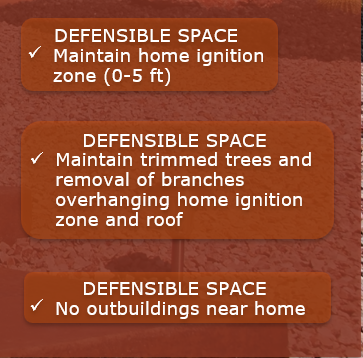 DEFENSIBLE SPACE
✓ Maintain home ignition
zone (0-5 ft)
DEFENSIBLE SPACE
✓ Maintain trimmed trees and
removal of branches
overhanging home ignition
zone and roof
DEFENSIBLE SPACE
✓ No outbuildings near home